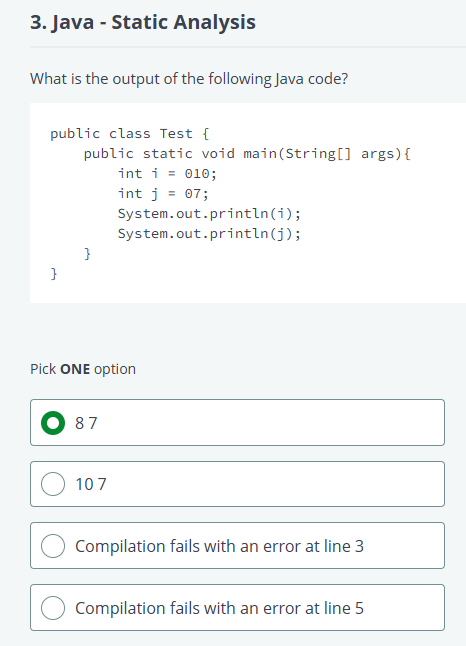 3. Java - Static Analysis
What is the output of the following Java code?
public class Test {
    public static void main(String[] args){
        int i = 010;
        int j = 07;
        System.out.println(i);
        System.out.println(j);
    }
}
Pick ONE option
8 7
10 7
Compilation fails with an error at line 3
Compilation fails with an error at line 5